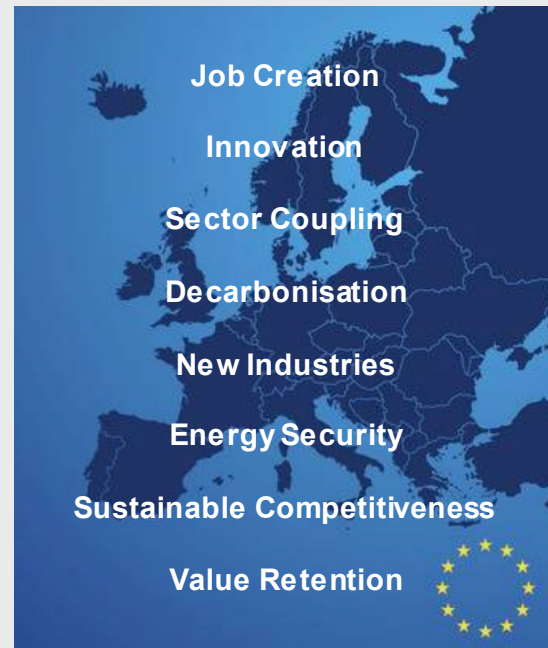 Job Creation
Innovation
Sector Coupling
Decarbonisation
New Industries
Energy Security
Sustainable Competitiveness
Value Retention